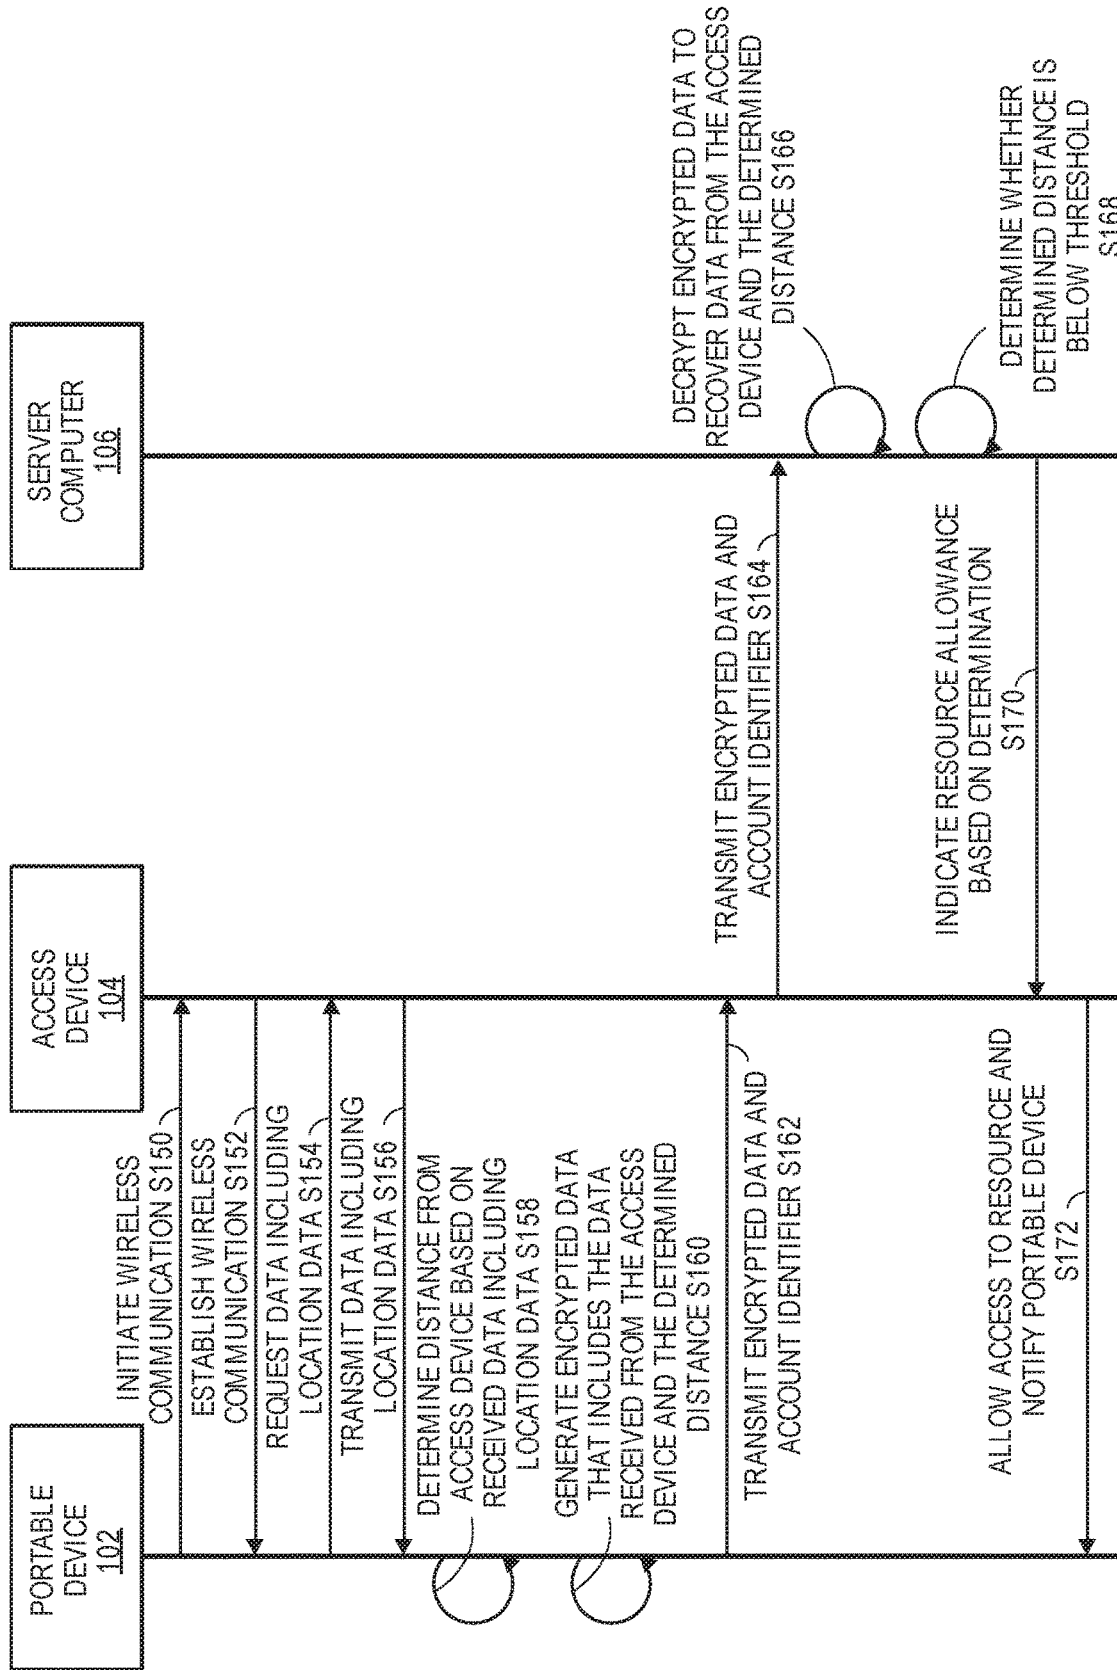 PORTABLE
DEVICE
102
ACCESS
DEVICE
104
SERVER
COMPUTER
106
INITIATE WIRELESS
COMMUNICATION S150
ESTABLISH WIRELESS
COMMUNICATION S152
REQUEST DATA INCLUDING
LOCATION DATA S154
TRANSMIT DATA INCLUDING
LOCATION DATA S156
DETERMINE DISTANCE FROM
ACCESS DEVICE BASED ON
RECEIVED DATA INCLUDING
LOCATION DATA S158
GENERATE ENCRYPTED DATA
THAT INCLUDES THE DATA
RECEIVED FROM THE ACCESS
DEVICE AND THE DETERMINED
DISTANCE S160
TRANSMIT ENCRYPTED DATA AND
ACCOUNT IDENTIFIER S162
TRANSMIT ENCRYPTED DATA AND
ACCOUNT IDENTIFIER S164
DECRYPT ENCRYPTED DATA TO
RECOVER DATA FROM THE ACCESS
DEVICE AND THE DETERMINED
DISTANCE S166
DETERMINE WHETHER
DETERMINED DISTANCE IS
BELOW THRESHOLD
S168
INDICATE RESOURCE ALLOWANCE
BASED ON DETERMINATION
S170
ALLOW ACCESS TO RESOURCE AND
NOTIFY PORTABLE DEVICE
S172